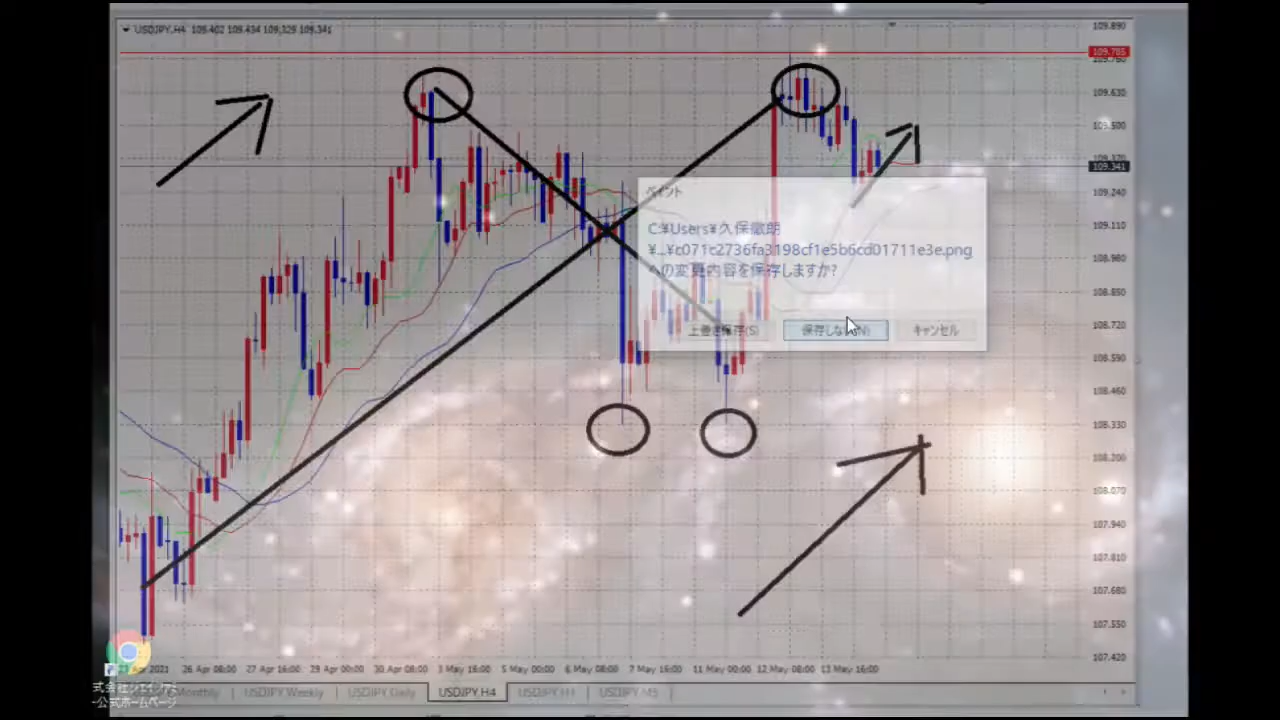 USDJPY,H4 109.402 109.434 109.329 109.341
109.890
109.785
109.760
109.630
109.500
109.370
109.341
109.240
109.110
108.980
108.850
108.720
108.590
108.460
108.330
108.200
108.070
107.940
107.810
107.680
107.550
107.420
ペイント
C:¥Users¥久保徹朗
¥...¥c071c2736fa3198cf1e5b6cd01711e3e.png
への変更内容を保存しますか?
上書き保存(S) 保存しない(N) キャンセル
Apr 2021 26 Apr 08:00 27 Apr 16:00 29 Apr 00:00 30 Apr 08:00 3 May 16:00 5 May 00:00 6 May 08:00 7 May 16:00 11 May 00:00 12 May 08:00 13 May 16:00
Monthly USDJPY Weekly USDJPY Daily USDJPY,H4 USDJPY H1 USDJPY M5
-公式ホームページ